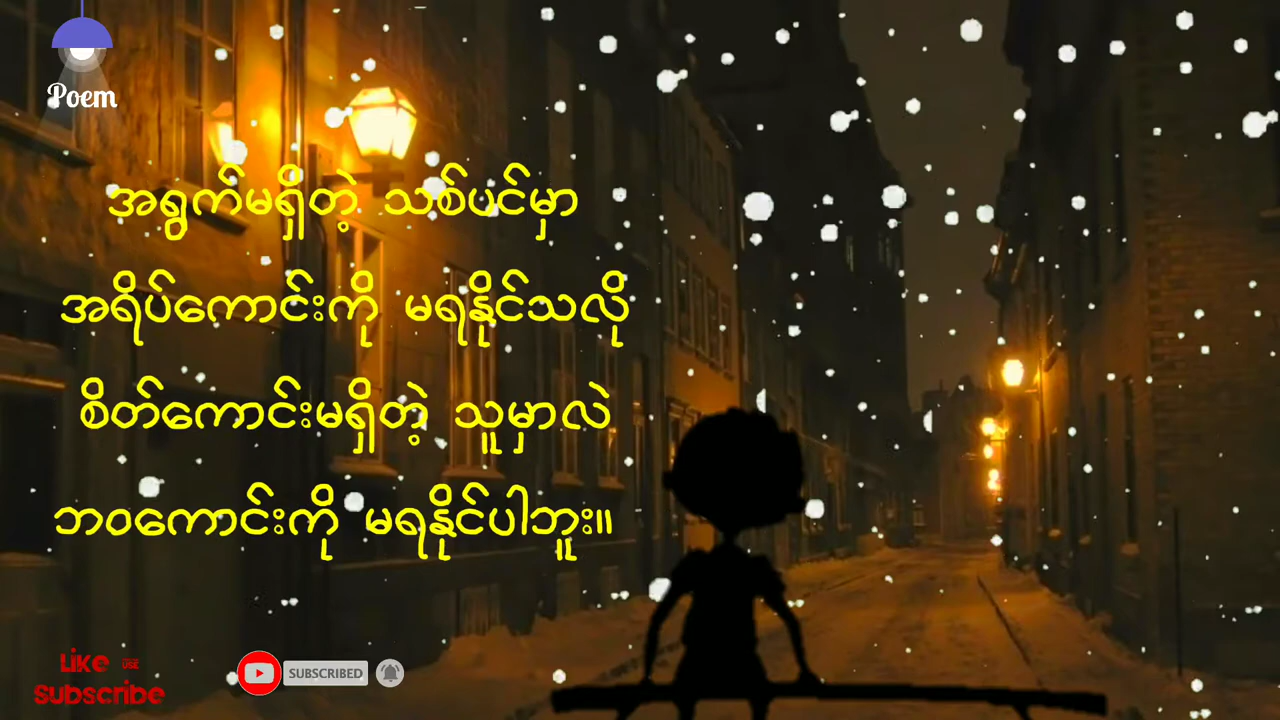 Poem
အရွက်မရှိတဲ့ သစ်ပင်မှာ
အရိပ်ကောင်းကို မရနိုင်သလို
စိတ်ကောင်းမရှိတဲ့ သူမှာလဲ
ဘဝကောင်းကို မရနိုင်ပါဘူး။
Like
Subscribe
SUBSCRIBED